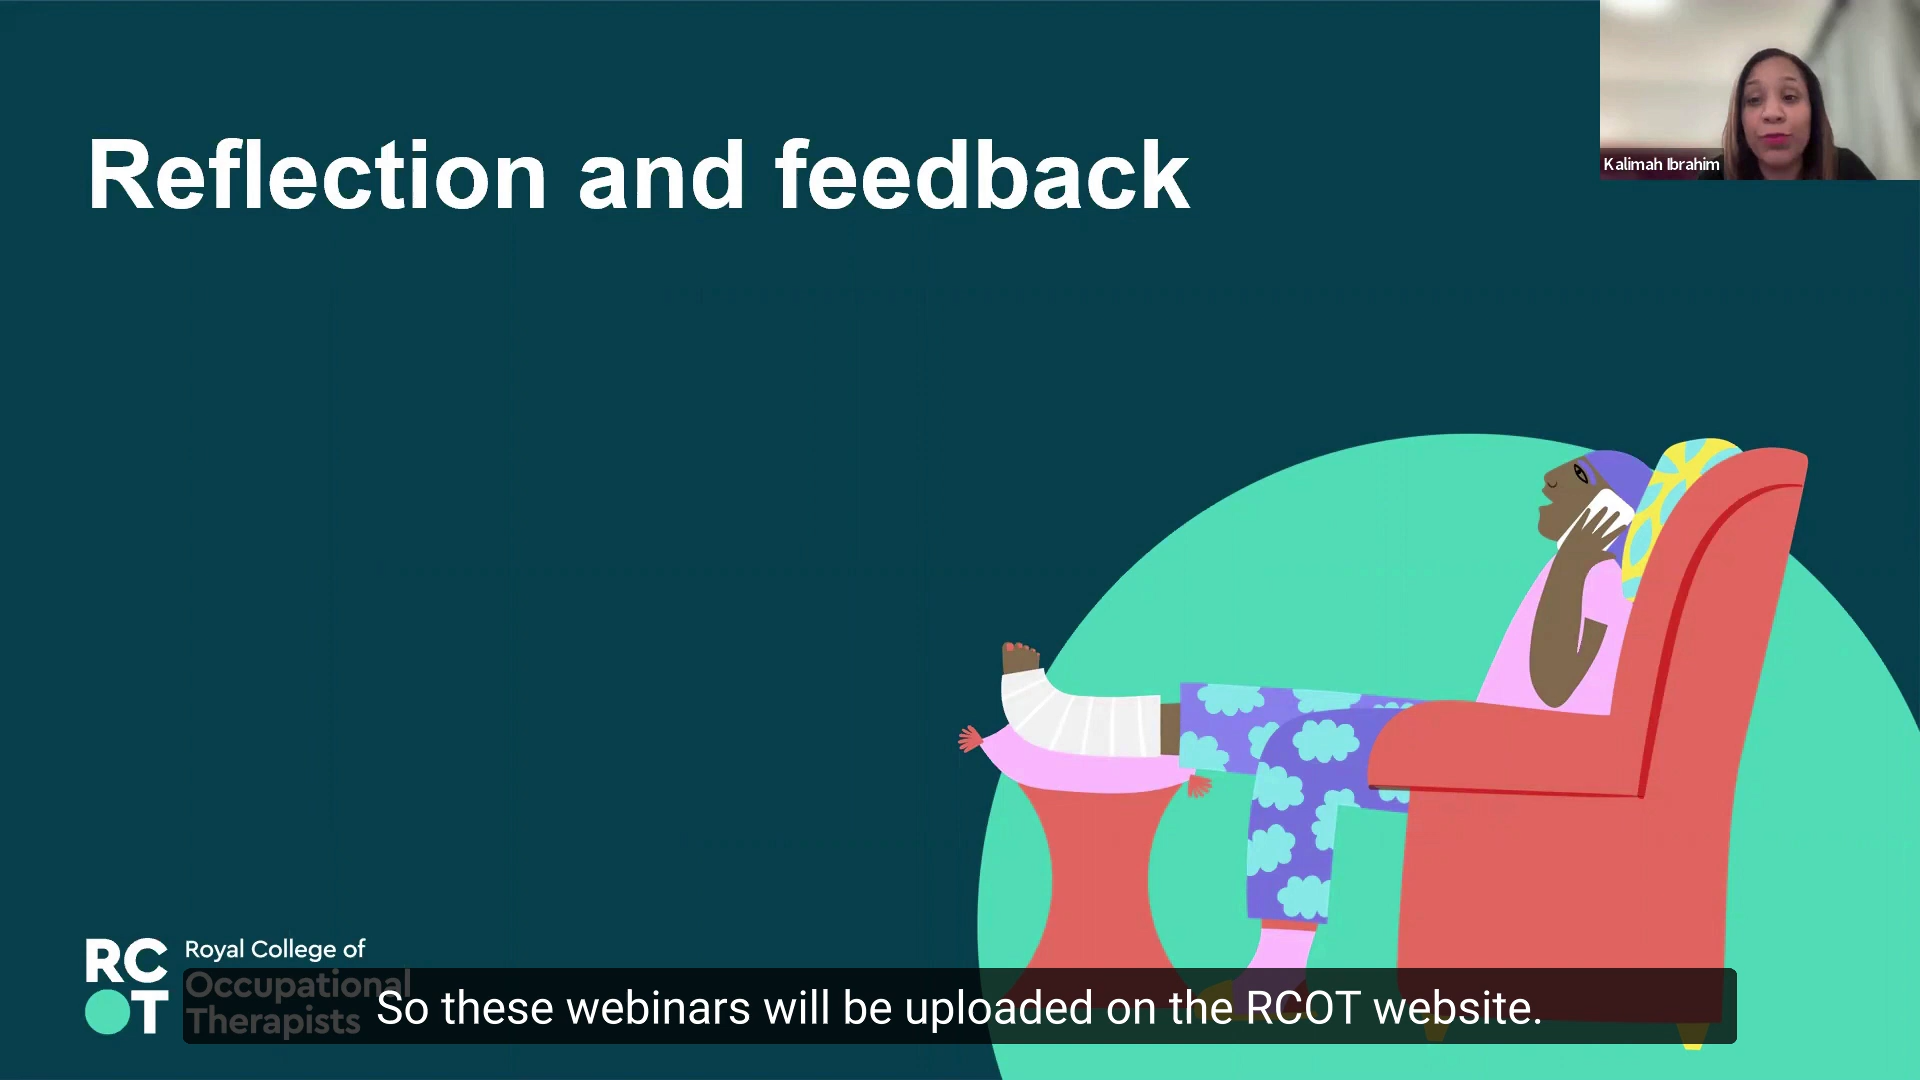 Reflection and feedback
Kalimah Ibrahim
RC
OT
Royal College of
Occupational
Therapists
So these webinars will be uploaded on the RCOT website.